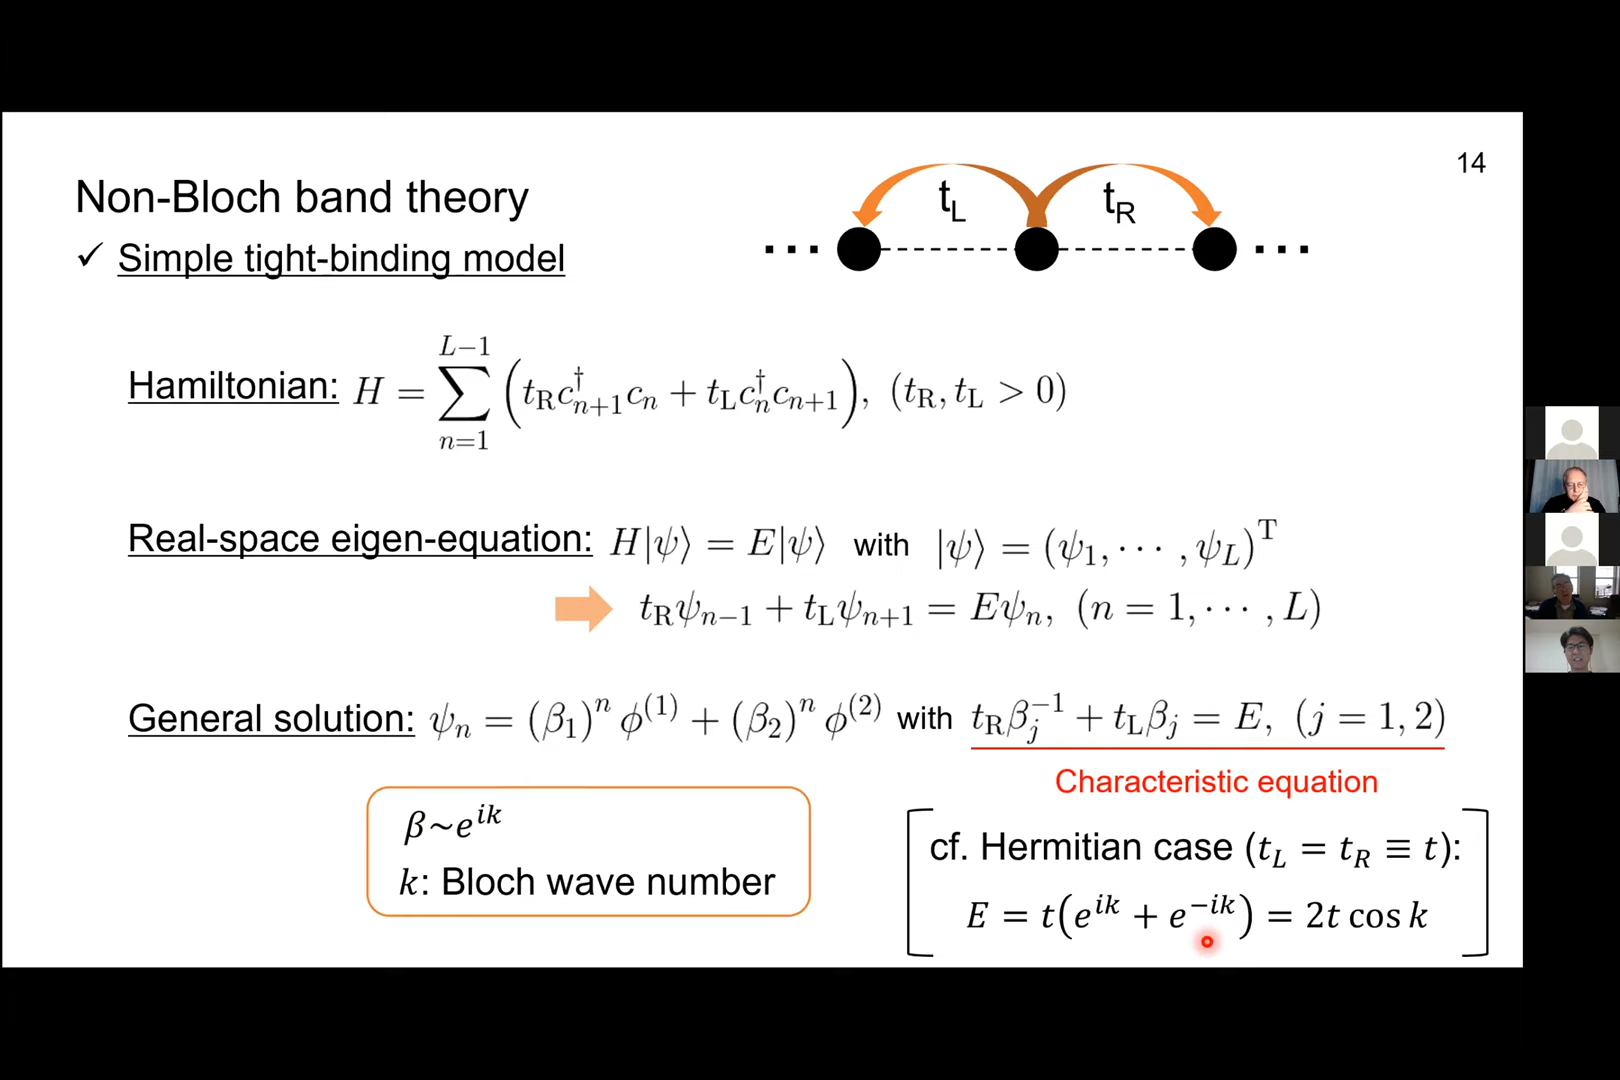 14
Non-Bloch band theory
t_L t_R
✓ Simple tight-binding model
··· ···
Hamiltonian: H = \sum_{n=1}^{L-1} ( t_R c^†_{n+1} c_n + t_L c^†_n c_{n+1} ), (t_R, t_L > 0)
Real-space eigen-equation: H|ψ⟩ = E|ψ⟩ with |ψ⟩ = (ψ_1, ··· , ψ_L)^T
t_R ψ_{n−1} + t_L ψ_{n+1} = Eψ_n, (n = 1, ··· , L)
General solution: ψ_n = (β_1)^n ϕ^{(1)} + (β_2)^n ϕ^{(2)} with t_R β_j^{−1} + t_L β_j = E, (j = 1, 2)
Characteristic equation
β~e^{ik}
k: Bloch wave number
cf. Hermitian case (t_L = t_R ≡ t):
E = t(e^{ik} + e^{−ik}) = 2t cos k